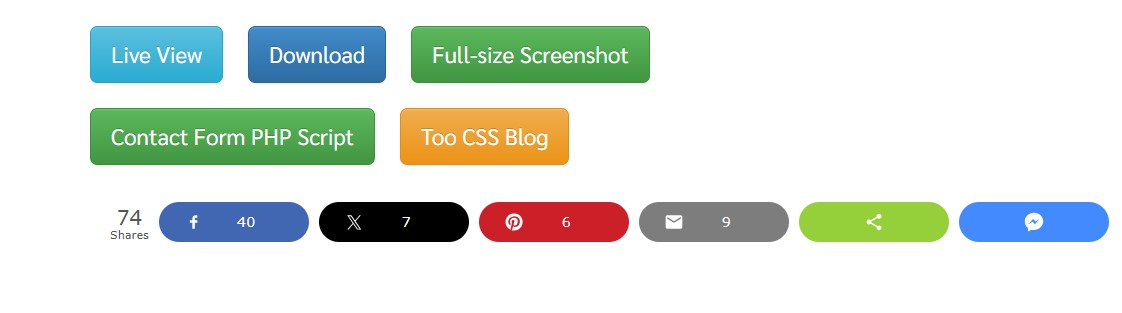 Live View Download Full-size Screenshot
Contact Form PHP Script Too CSS Blog
74 40 7 6 9
Shares